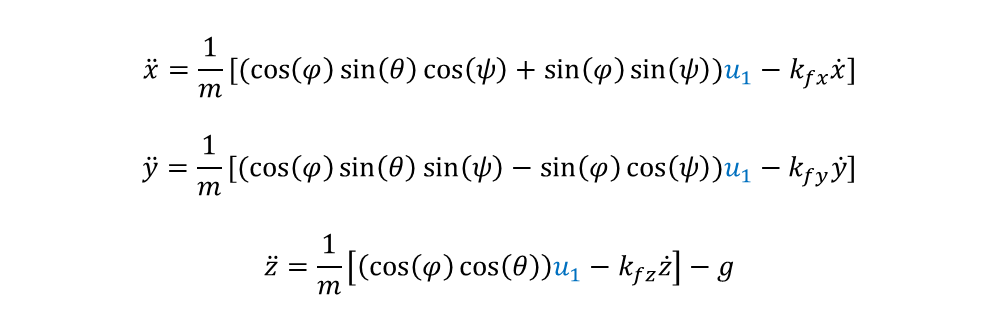 ẍ = 1/m [(cos(φ) sin(θ) cos(ψ) + sin(φ) sin(ψ))u₁ − k_{fx}ẋ]
ÿ = 1/m [(cos(φ) sin(θ) sin(ψ) − sin(φ) cos(ψ))u₁ − k_{fy}ẏ]
z̈ = 1/m [(cos(φ) cos(θ))u₁ − k_{fz}ż] − g